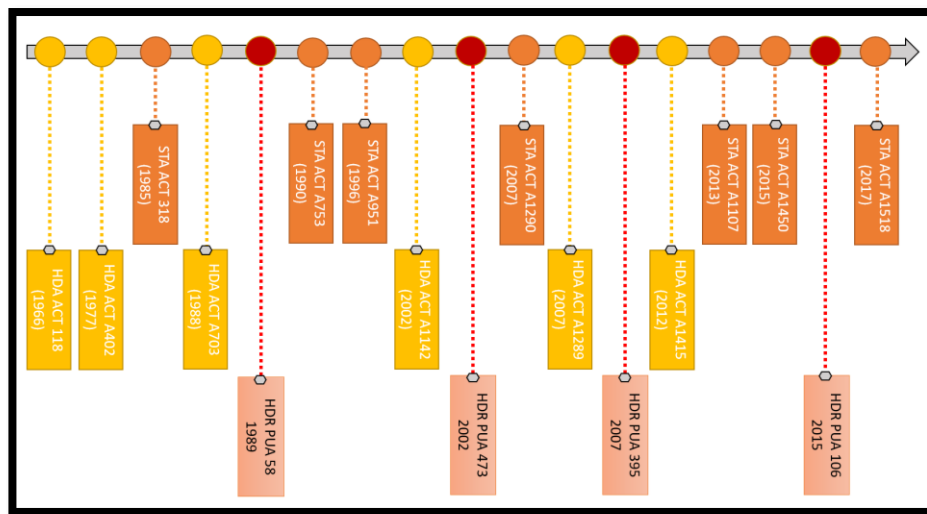 HDA ACT 118
(1966)
HDA ACT A402
(1977)
STA ACT 318
(1985)
HDA ACT A703
(1988)
HDR PUA 58
1989
STA ACT A753
(1990)
STA ACT A951
(1996)
HDA ACT A1142
(2002)
HDR PUA 473
2002
STA ACT A1290
(2007)
HDA ACT A1289
(2007)
HDR PUA 395
2007
HDA ACT A1415
(2012)
STA ACT A1107
(2013)
STA ACT A1450
(2015)
HDR PUA 106
2015
STA ACT A1518
(2017)